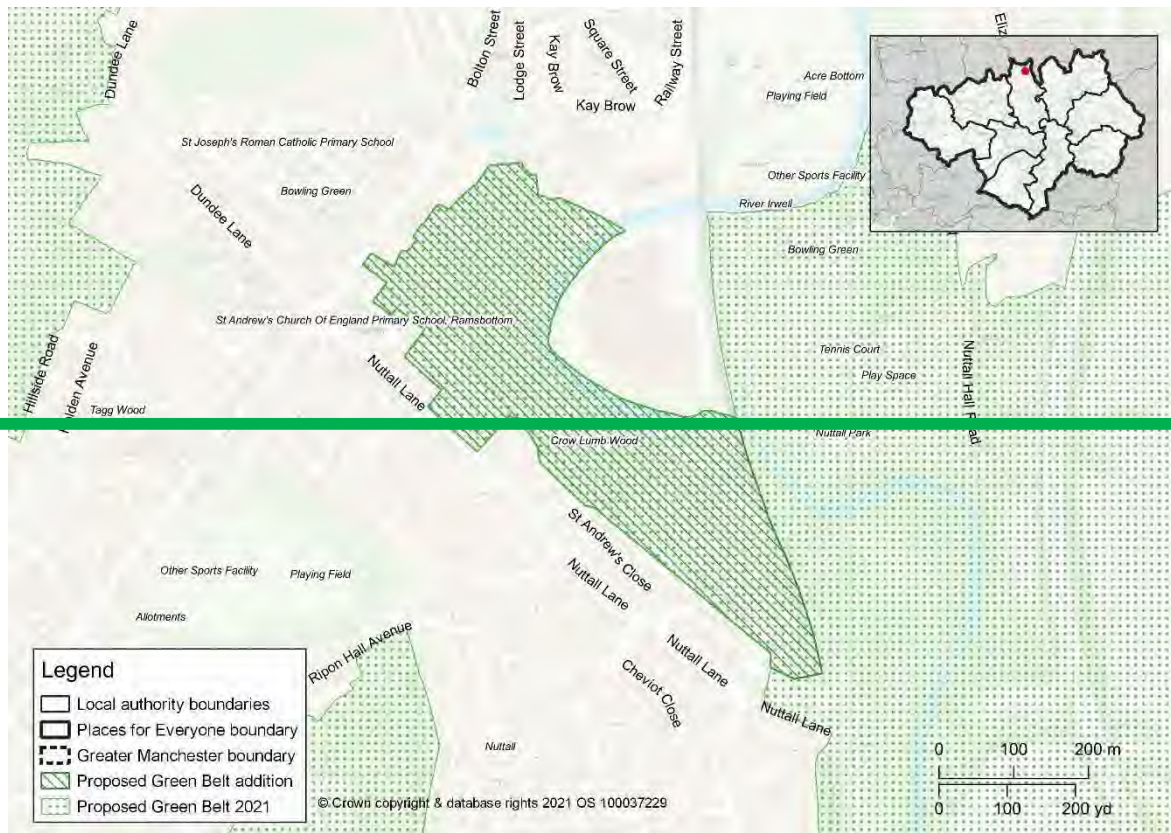 Dundee Lane
Bolton Street
Lodge Street
Kay Brow
Square Street
Railway Street
Eliz
Kay Brow
Acre Bottom
Playing Field
St Joseph's Roman Catholic Primary School
Bowling Green
Dundee Lane
Other Sports Facility
River Irwell
Bowling Green
St Andrew's Church Of England Primary School, Ramsbottom
Hillside Road
lden Avenue
Tagg Wood
Nuttall Lane
Tennis Court
Play Space
Nuttall Hall Road
Crow Lumb Wood
Nuttall Park
St Andrew's Close
Nuttall Lane
Other Sports Facility
Playing Field
Allotments
Ripon Hall Avenue
Nuttall Lane
Cheviot Close
Nuttall Lane
Nuttall
Legend
Local authority boundaries
Places for Everyone boundary
Greater Manchester boundary
Proposed Green Belt addition
Proposed Green Belt 2021
© Crown copyright & database rights 2021 OS 100037229
0 100 200 m
0 100 200 yd